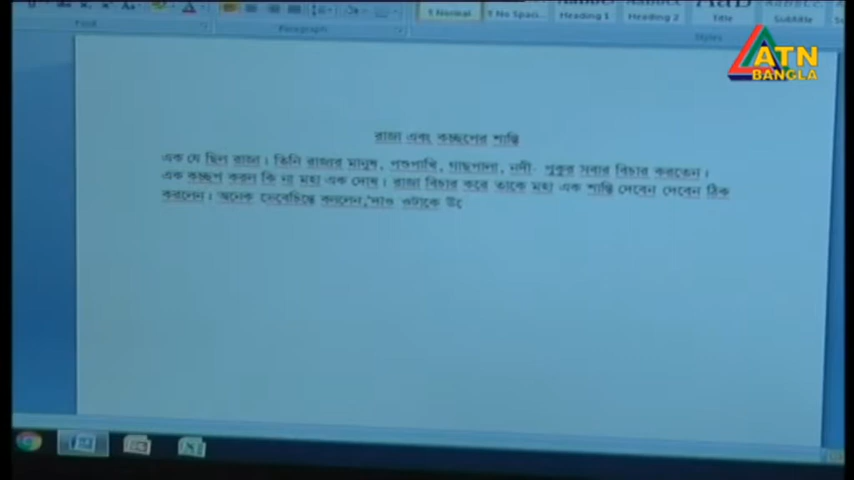 Paragraph
Styles
¶ Normal
¶ No Spaci...
Heading 1
Heading 2
Title
Subtitle
ATN
BANGLA
রাজা এবং কচ্ছপের শাস্তি
এক যে ছিল রাজা। তিনি রাজ্যের মানুষ, পশুপাখি, গাছপালা, নদী- পুকুর সবার বিচার করতেন।
এক কচ্ছপ করল কি না মহা এক দোষ। রাজা বিচার করে তাকে মহা এক শাস্তি দেবেন দেবেন ঠিক
করলেন। অনেক ভেবেচিন্তে বললেন,'দাও ওটাকে